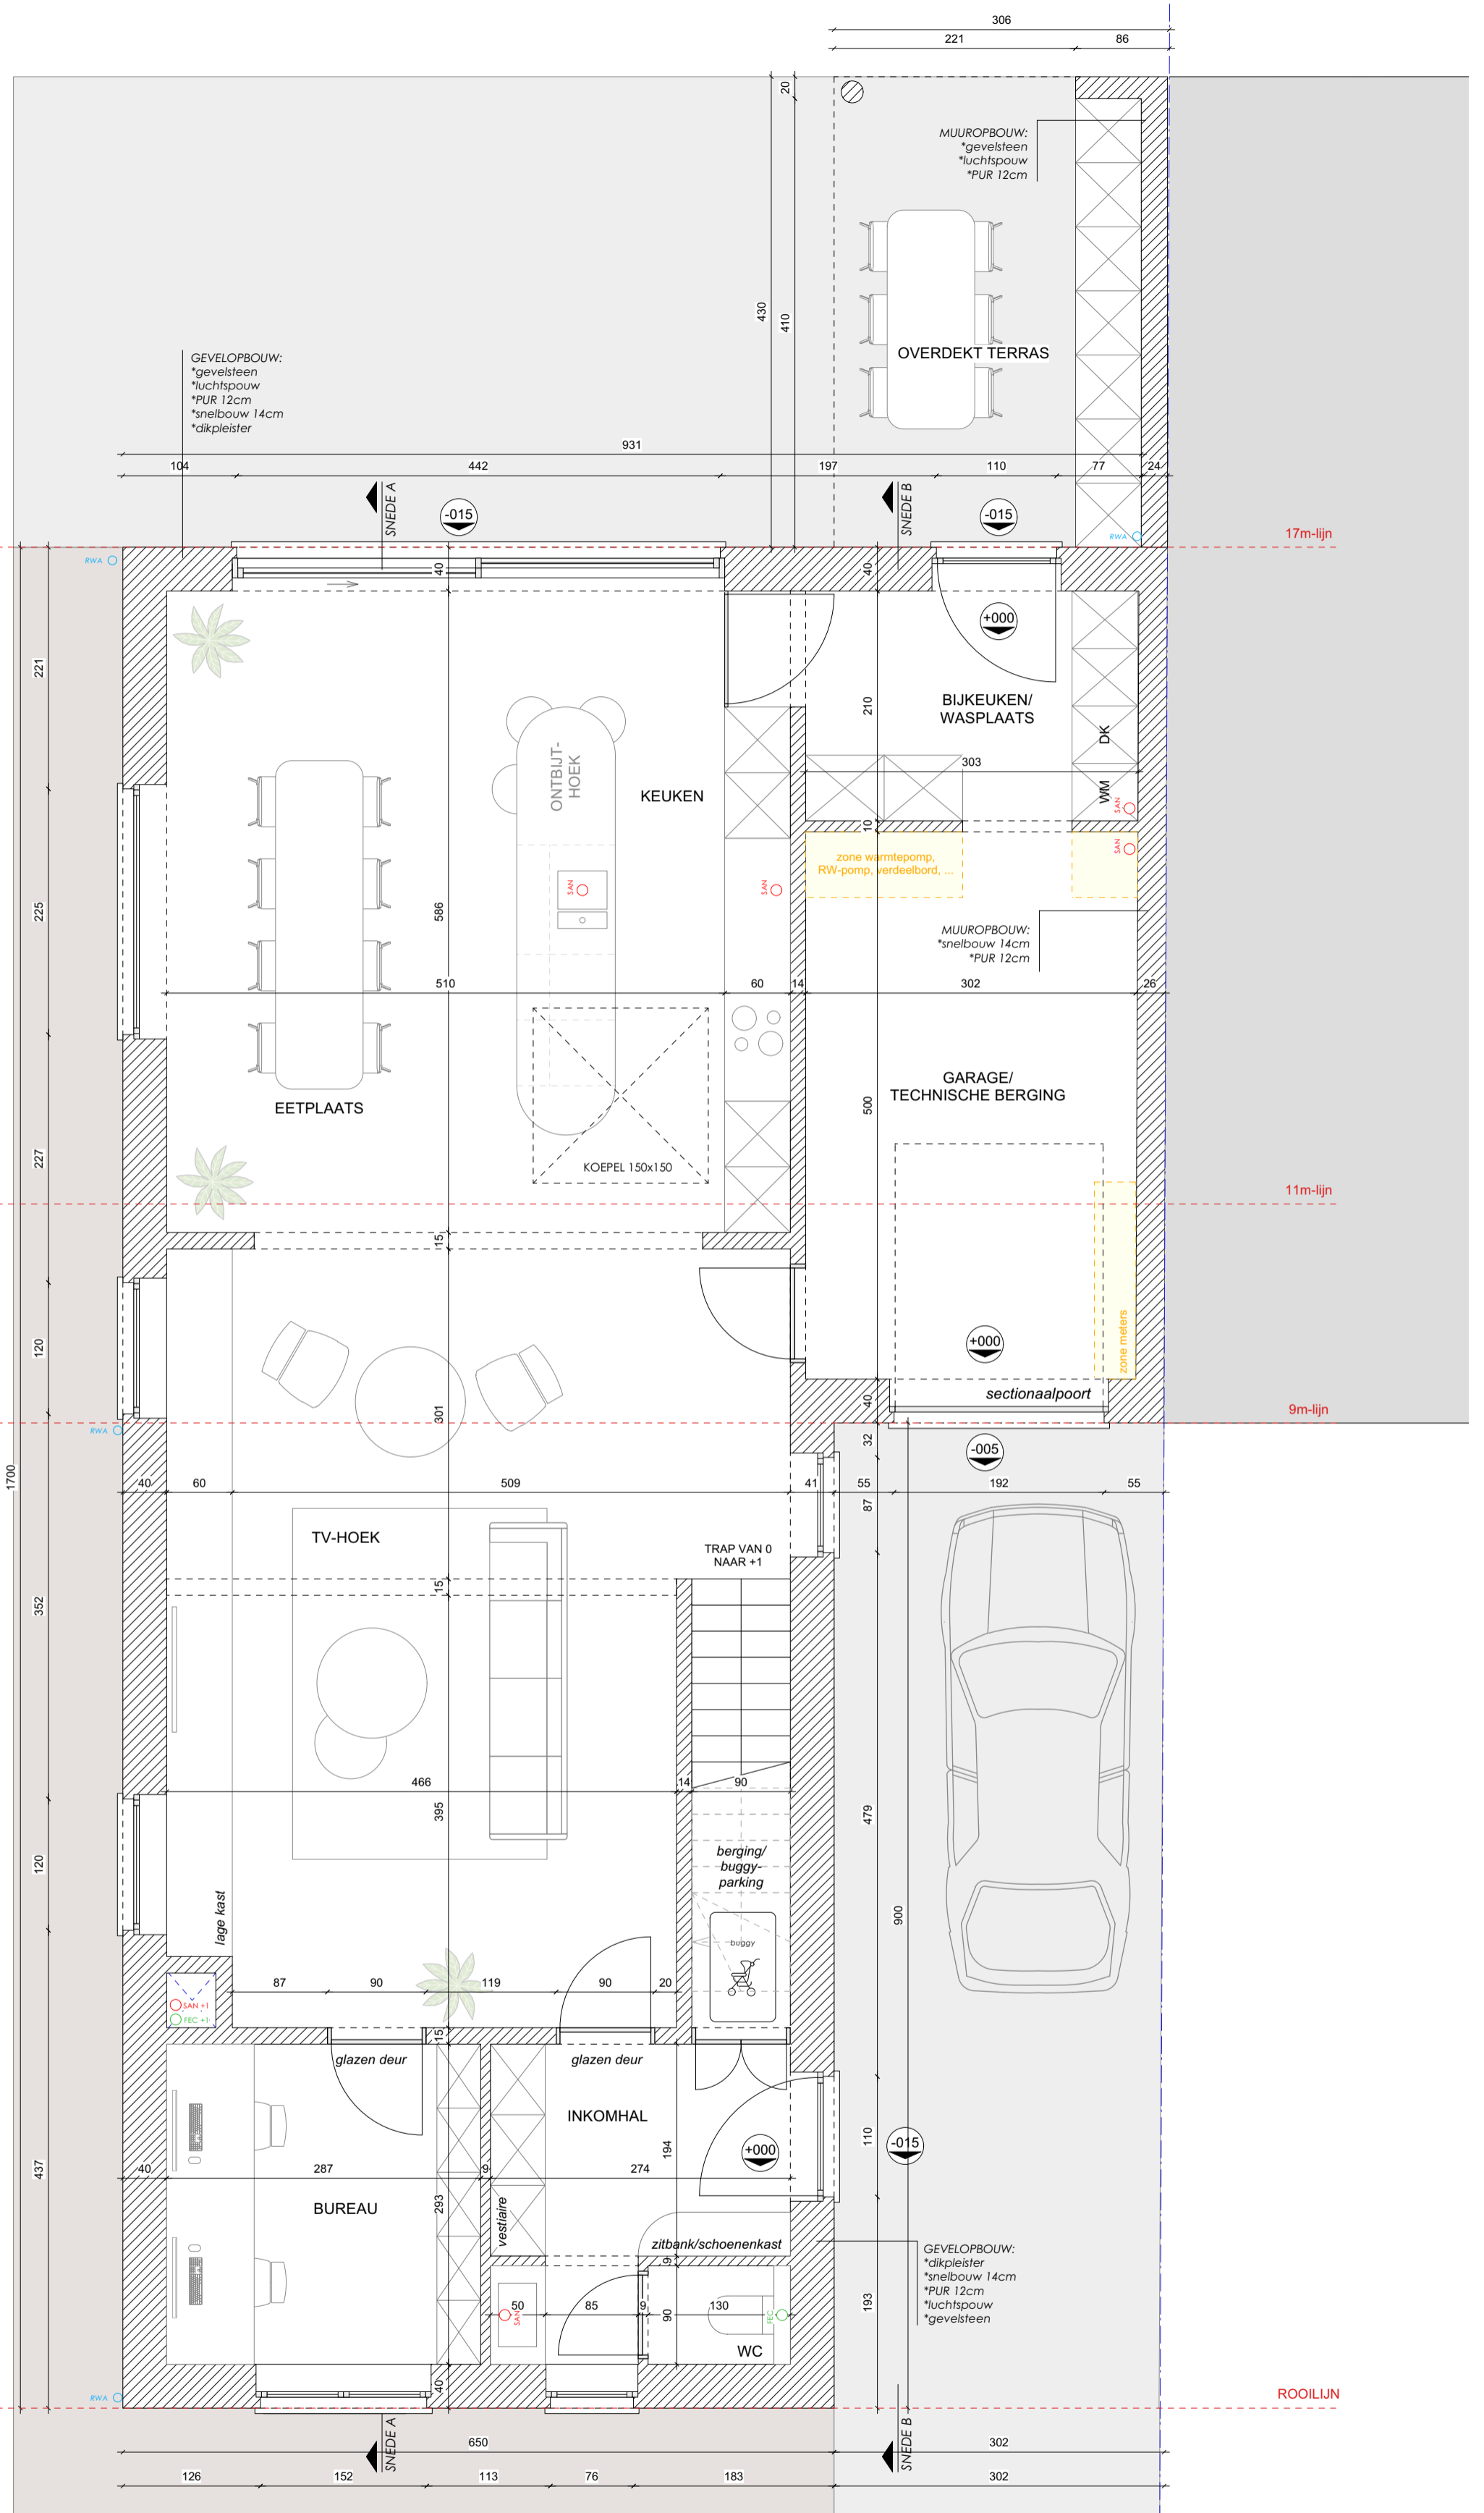 306
221
86
20
MUUROPBOUW:
*gevelsteen
*luchtspouw
*PUR 12cm
430
410
OVERDEKT TERRAS
GEVELOPBOUW:
*gevelsteen
*luchtspouw
*PUR 12cm
*snelbouw 14cm
*dikpleister
931
104
442
197
110
77
24
SNEDE A
-015
SNEDE B
-015
RWA
17m-lijn
RWA
40
40
+000
221
210
BIJKEUKEN/
WASPLAATS
DK
ONTBIJT-
HOEK
303
KEUKEN
WM
SAN
10
zone warmtepomp,
RW-pomp, verdeelbord, ...
SAN
SAN
SAN
225
586
MUUROPBOUW:
*snelbouw 14cm
*PUR 12cm
510
60
14
302
26
GARAGE/
TECHNISCHE BERGING
500
EETPLAATS
227
KOEPEL 150x150
11m-lijn
15
120
+000
zone meters
sectionaalpoort
40
301
9m-lijn
RWA
32
-005
1700
40
60
509
41
55
192
55
87
TV-HOEK
TRAP VAN 0
NAAR +1
15
352
466
14
90
395
479
120
berging/
buggy-
parking
lage kast
900
buggy
87
90
119
90
20
SAN +1
FEC +1
15
glazen deur
glazen deur
INKOMHAL
110
-015
+000
194
437
40
287
9
274
293
BUREAU
vestiaire
zitbank/schoenenkast
9
GEVELOPBOUW:
*dikpleister
*snelbouw 14cm
*PUR 12cm
*luchtspouw
*gevelsteen
193
50
85
9
130
90
SAN
FEC
WC
40
RWA
ROOILIJN
SNEDE A
SNEDE B
650
302
126
152
113
76
183
302